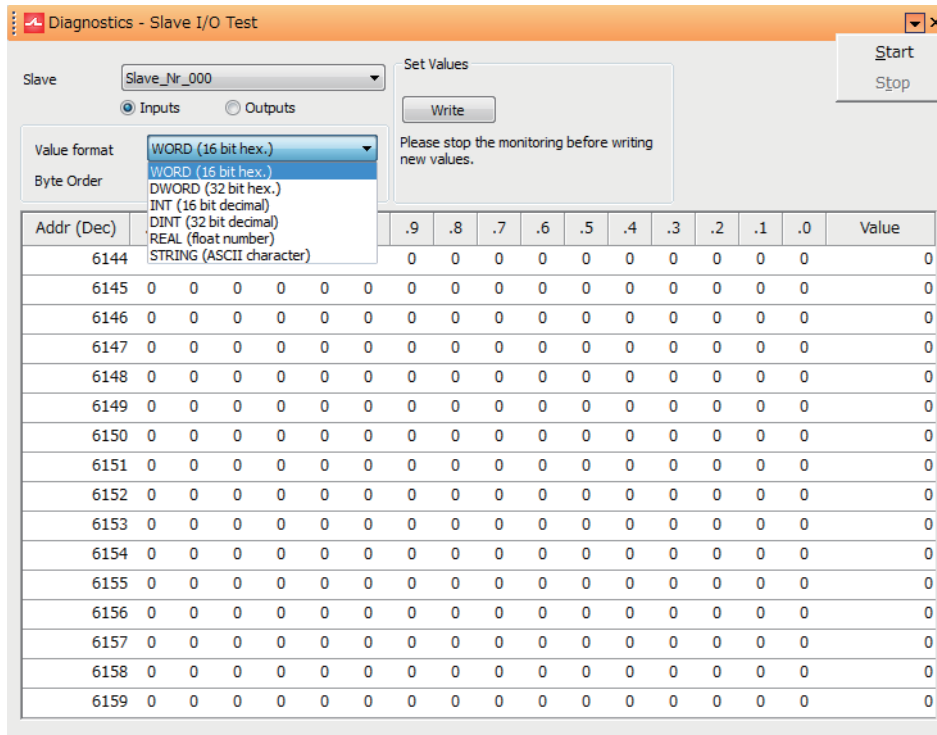 Diagnostics - Slave I/O Test
Start
Stop
Slave
Slave_Nr_000
Inputs
Outputs
Set Values
Write
Please stop the monitoring before writing
new values.
Value format
WORD (16 bit hex.)
Byte Order
WORD (16 bit hex.)
DWORD (32 bit hex.)
INT (16 bit decimal)
DINT (32 bit decimal)
REAL (float number)
STRING (ASCII character)
Addr (Dec) .9 .8 .7 .6 .5 .4 .3 .2 .1 .0 Value
6144 0 0 0 0 0 0 0 0 0 0 0
6145 0 0 0 0 0 0 0 0 0 0 0 0 0 0 0 0 0
6146 0 0 0 0 0 0 0 0 0 0 0 0 0 0 0 0 0
6147 0 0 0 0 0 0 0 0 0 0 0 0 0 0 0 0 0
6148 0 0 0 0 0 0 0 0 0 0 0 0 0 0 0 0 0
6149 0 0 0 0 0 0 0 0 0 0 0 0 0 0 0 0 0
6150 0 0 0 0 0 0 0 0 0 0 0 0 0 0 0 0 0
6151 0 0 0 0 0 0 0 0 0 0 0 0 0 0 0 0 0
6152 0 0 0 0 0 0 0 0 0 0 0 0 0 0 0 0 0
6153 0 0 0 0 0 0 0 0 0 0 0 0 0 0 0 0 0
6154 0 0 0 0 0 0 0 0 0 0 0 0 0 0 0 0 0
6155 0 0 0 0 0 0 0 0 0 0 0 0 0 0 0 0 0
6156 0 0 0 0 0 0 0 0 0 0 0 0 0 0 0 0 0
6157 0 0 0 0 0 0 0 0 0 0 0 0 0 0 0 0 0
6158 0 0 0 0 0 0 0 0 0 0 0 0 0 0 0 0 0
6159 0 0 0 0 0 0 0 0 0 0 0 0 0 0 0 0 0